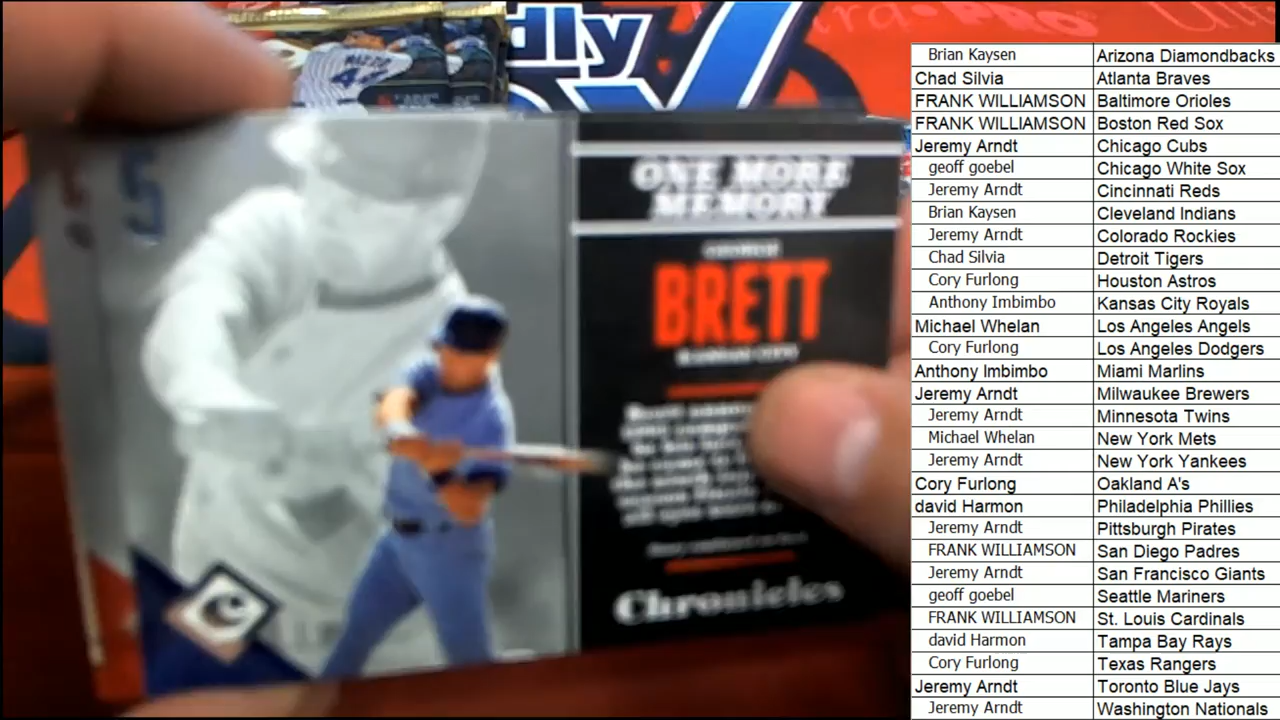 dly
PRO
5
ONE MORE
MEMORY
GEORGE
BRETT
KANSAS CITY
Chronicles
Brian Kaysen Arizona Diamondbacks
Chad Silvia Atlanta Braves
FRANK WILLIAMSON Baltimore Orioles
FRANK WILLIAMSON Boston Red Sox
Jeremy Arndt Chicago Cubs
geoff goebel Chicago White Sox
Jeremy Arndt Cincinnati Reds
Brian Kaysen Cleveland Indians
Jeremy Arndt Colorado Rockies
Chad Silvia Detroit Tigers
Cory Furlong Houston Astros
Anthony Imbimbo Kansas City Royals
Michael Whelan Los Angeles Angels
Cory Furlong Los Angeles Dodgers
Anthony Imbimbo Miami Marlins
Jeremy Arndt Milwaukee Brewers
Jeremy Arndt Minnesota Twins
Michael Whelan New York Mets
Jeremy Arndt New York Yankees
Cory Furlong Oakland A's
david Harmon Philadelphia Phillies
Jeremy Arndt Pittsburgh Pirates
FRANK WILLIAMSON San Diego Padres
Jeremy Arndt San Francisco Giants
geoff goebel Seattle Mariners
FRANK WILLIAMSON St. Louis Cardinals
david Harmon Tampa Bay Rays
Cory Furlong Texas Rangers
Jeremy Arndt Toronto Blue Jays
Jeremy Arndt Washington Nationals